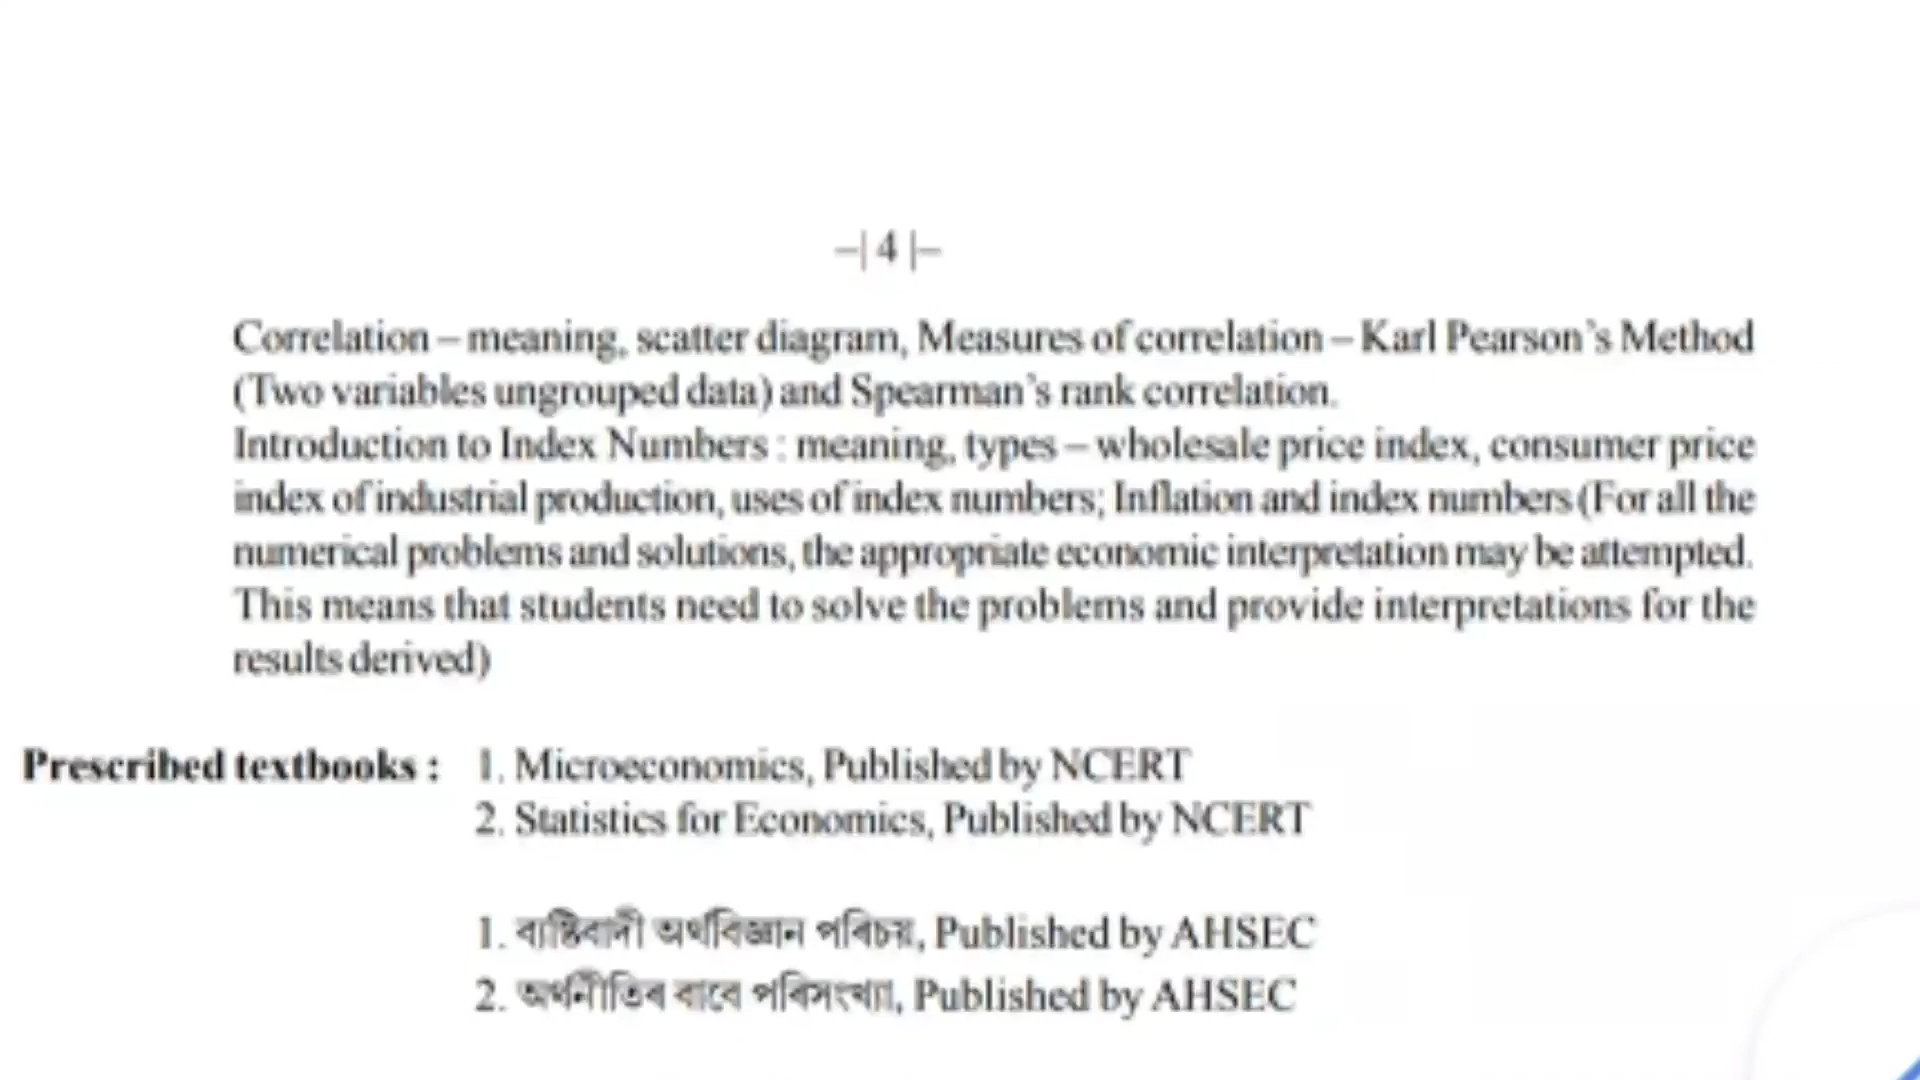 –| 4 |–
Correlation – meaning, scatter diagram, Measures of correlation – Karl Pearson's Method
(Two variables ungrouped data) and Spearman's rank correlation.
Introduction to Index Numbers : meaning, types – wholesale price index, consumer price
index of industrial production, uses of index numbers; Inflation and index numbers (For all the
numerical problems and solutions, the appropriate economic interpretation may be attempted.
This means that students need to solve the problems and provide interpretations for the
results derived)
Prescribed textbooks : 1. Microeconomics, Published by NCERT
2. Statistics for Economics, Published by NCERT
1. ব্যষ্টিবাদী অৰ্থবিজ্ঞান পৰিচয়, Published by AHSEC
2. অৰ্থনীতিৰ বাবে পৰিসংখ্যা, Published by AHSEC